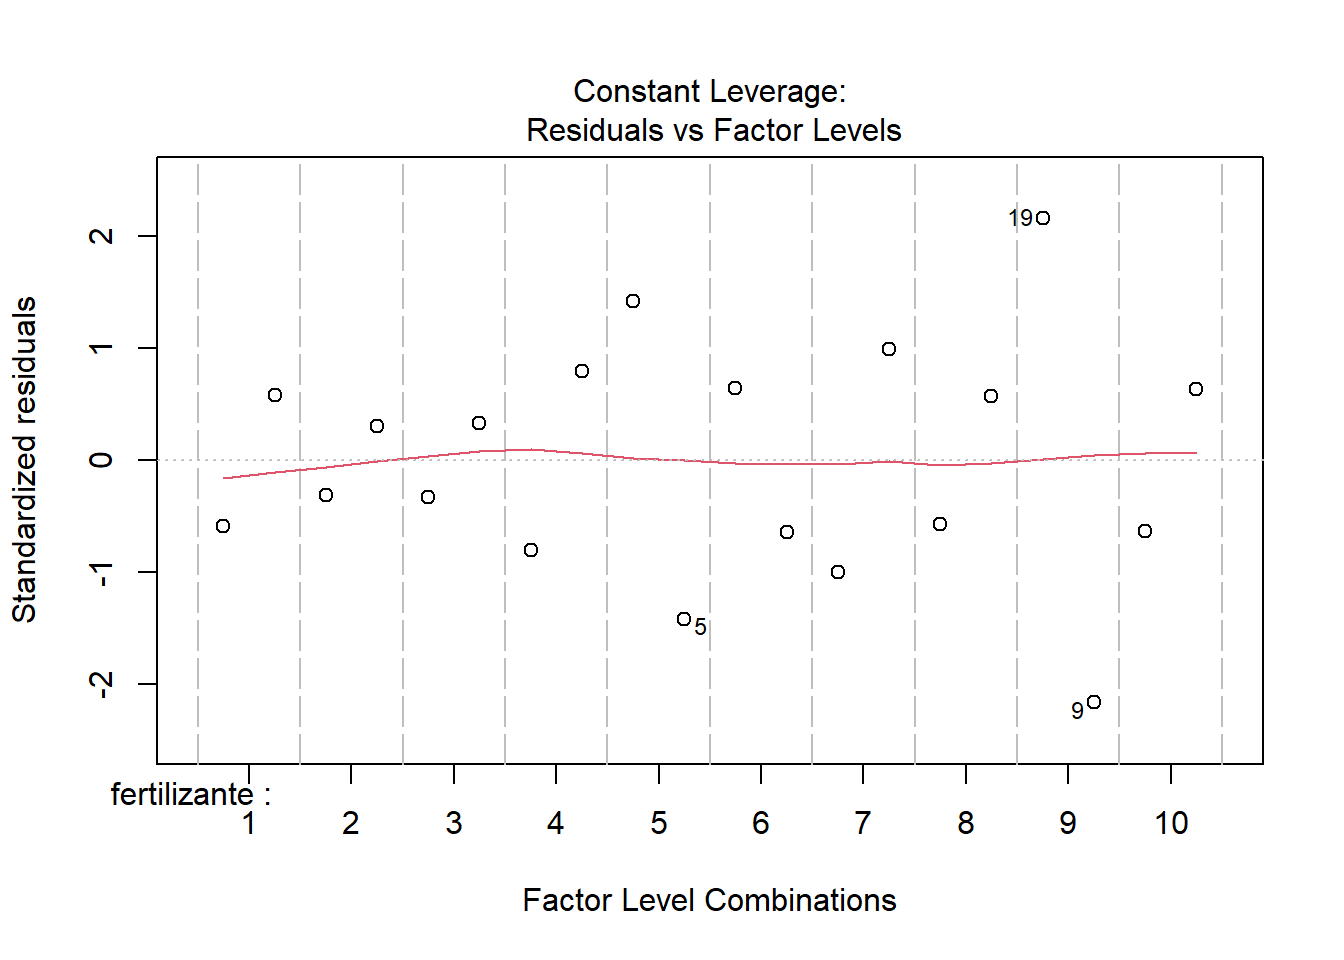 Constant Leverage:
Residuals vs Factor Levels
Standardized residuals
2
1
0
-1
-2
19
5
9
fertilizante :
1 2 3 4 5 6 7 8 9 10
Factor Level Combinations